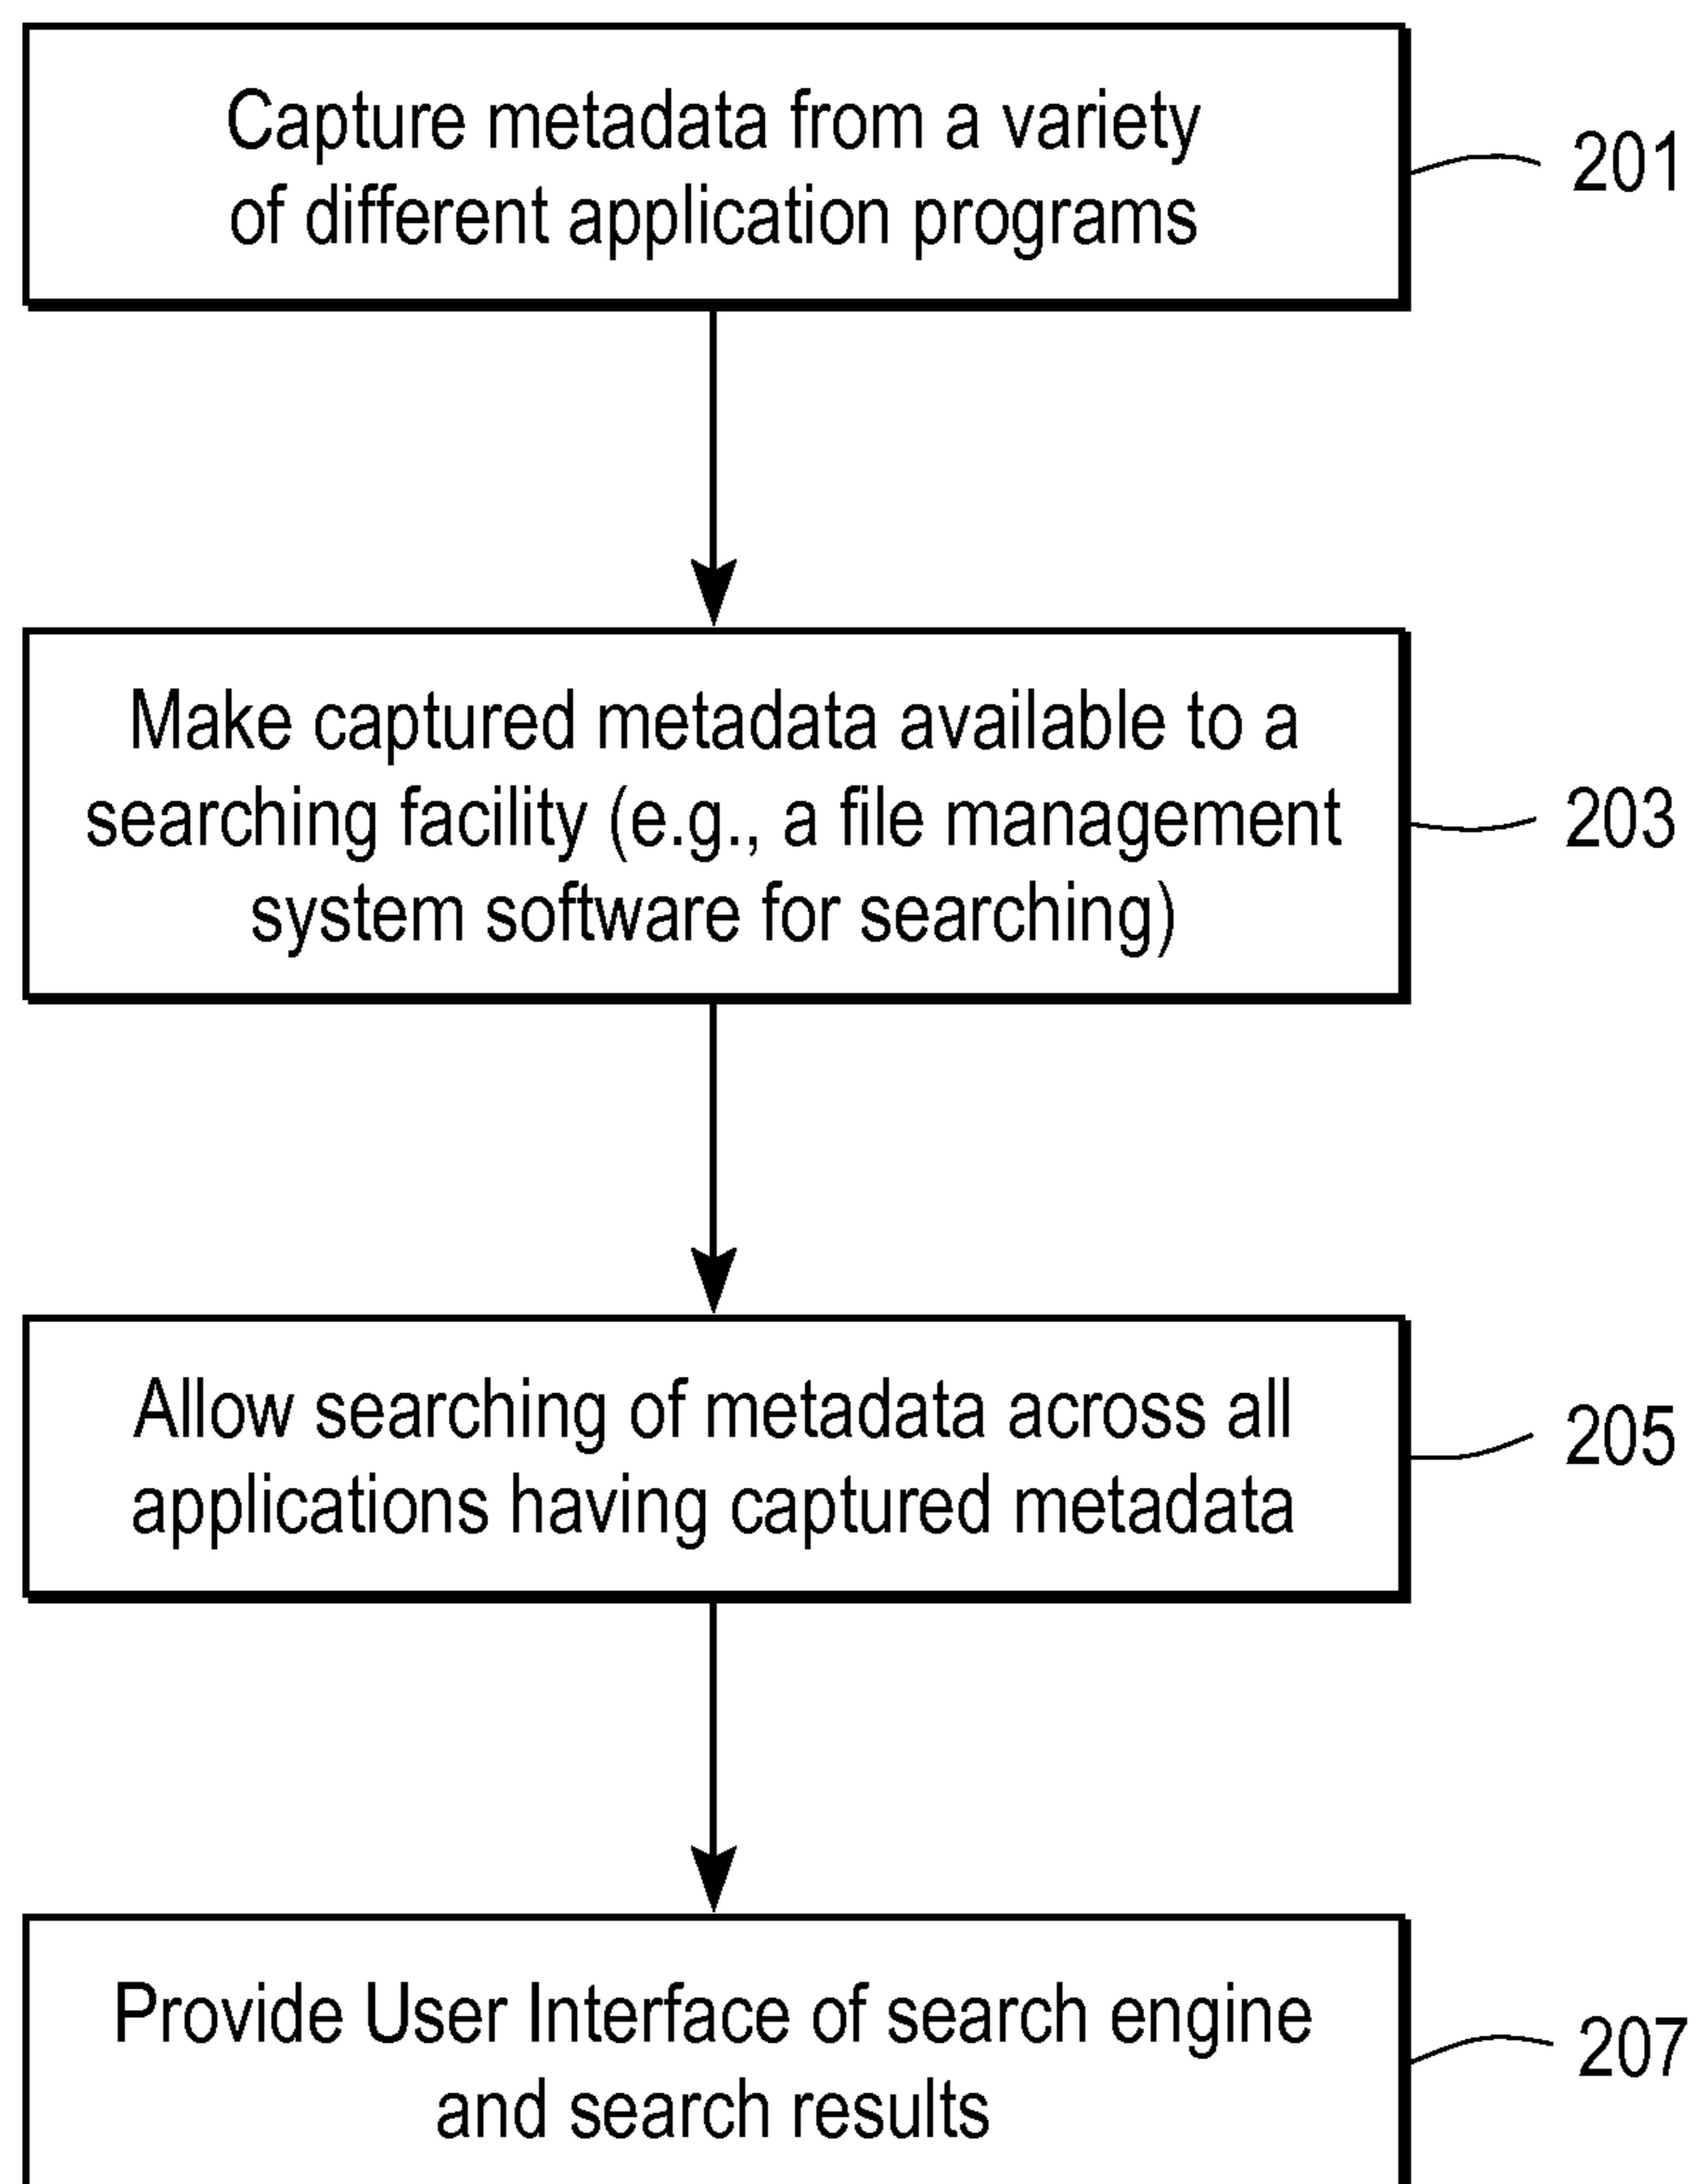 Capture metadata from a variety
of different application programs
201
Make captured metadata available to a
searching facility (e.g., a file management
system software for searching)
203
Allow searching of metadata across all
applications having captured metadata
205
Provide User Interface of search engine
and search results
207